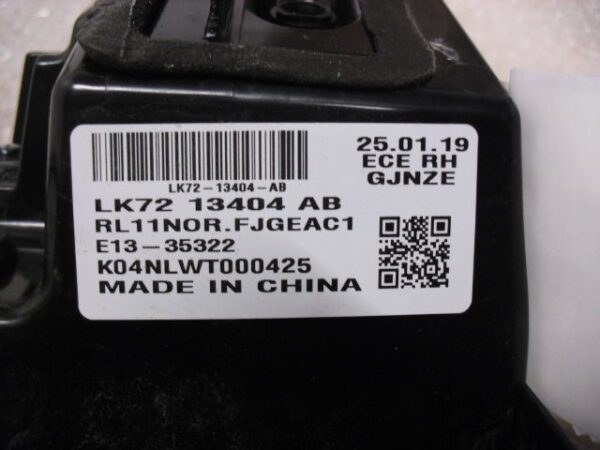 25.01.19
ECE RH
GJNZE
LK72-13404-AB
LK72 13404 AB
RL11NOR.FJGEAC1
E13-35322
K04NLWT000425
MADE IN CHINA